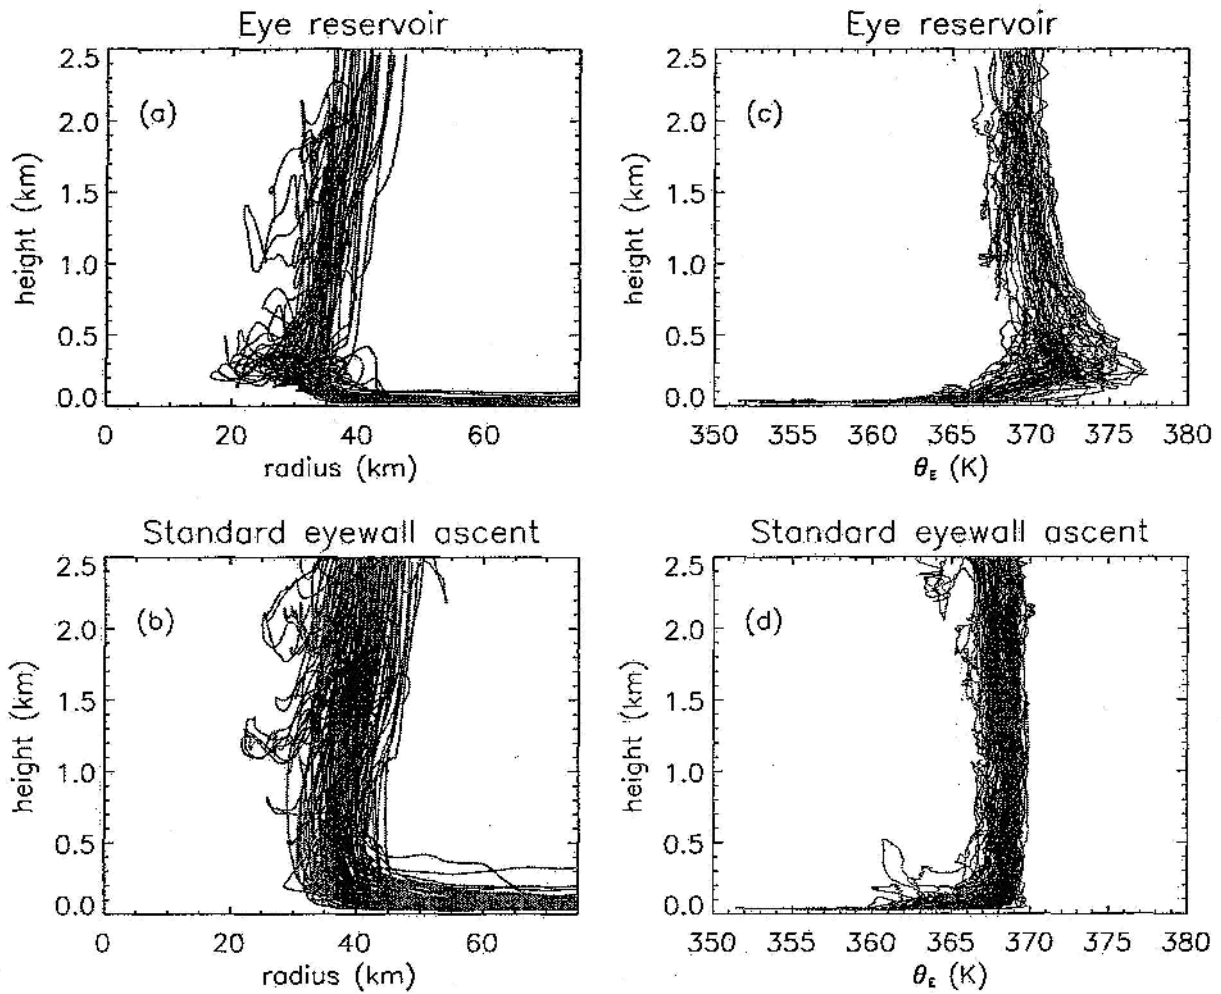 Eye reservoir
(a)
height (km)
2.5
2.0
1.5
1.0
0.5
0.0
0 20 40 60
radius (km)
Eye reservoir
(c)
height (km)
2.5
2.0
1.5
1.0
0.5
0.0
350 355 360 365 370 375 380
θE (K)
Standard eyewall ascent
(b)
height (km)
2.5
2.0
1.5
1.0
0.5
0.0
0 20 40 60
radius (km)
Standard eyewall ascent
(d)
height (km)
2.5
2.0
1.5
1.0
0.5
0.0
350 355 360 365 370 375 380
θE (K)